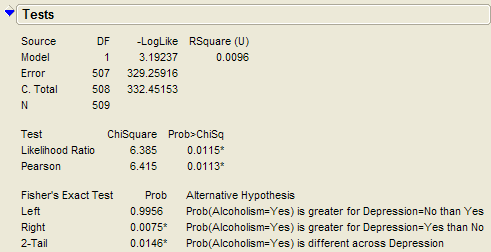 Tests
Source DF -LogLike RSquare (U)
Model 1 3.19237 0.0096
Error 507 329.25916
C. Total 508 332.45153
N 509
Test ChiSquare Prob>ChiSq
Likelihood Ratio 6.385 0.0115*
Pearson 6.415 0.0113*
Fisher's Exact Test Prob Alternative Hypothesis
Left 0.9956 Prob(Alcoholism=Yes) is greater for Depression=No than Yes
Right 0.0075* Prob(Alcoholism=Yes) is greater for Depression=Yes than No
2-Tail 0.0146* Prob(Alcoholism=Yes) is different across Depression